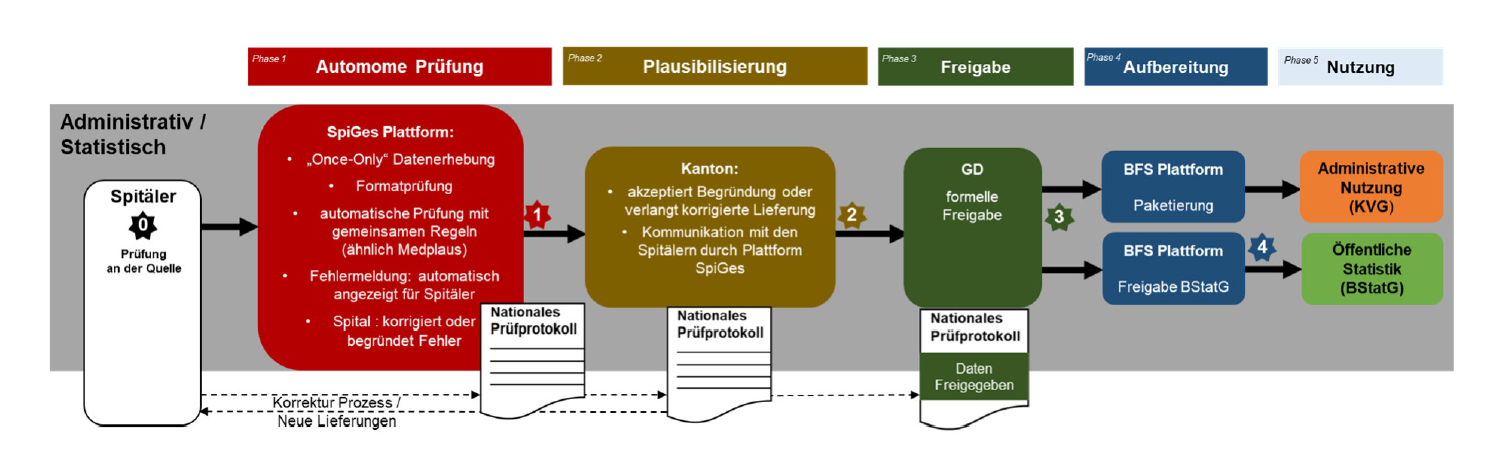 Phase 1
Automome Prüfung
Phase 2
Plausibilisierung
Phase 3
Freigabe
Phase 4
Aufbereitung
Phase 5
Nutzung
Administrativ /
Statistisch
Spitäler
0
Prüfung
an der Quelle
SpiGes Plattform:
• „Once-Only“ Datenerhebung
• Formatprüfung
• automatische Prüfung mit
gemeinsamen Regeln
(ähnlich Medplaus)
• Fehlermeldung: automatisch
angezeigt für Spitäler
• Spital : korrigiert oder
begründet Fehler
1
Nationales
Prüfprotokoll
Kanton:
• akzeptiert Begründung oder
verlangt korrigierte Lieferung
• Kommunikation mit den
Spitälern durch Plattform
SpiGes
2
Nationales
Prüfprotokoll
GD
formelle
Freigabe
3
Nationales
Prüfprotokoll
Daten
Freigegeben
BFS Plattform
Paketierung
BFS Plattform
Freigabe BStatG
4
Administrative
Nutzung
(KVG)
Öffentliche
Statistik
(BStatG)
Korrektur Prozess /
Neue Lieferungen